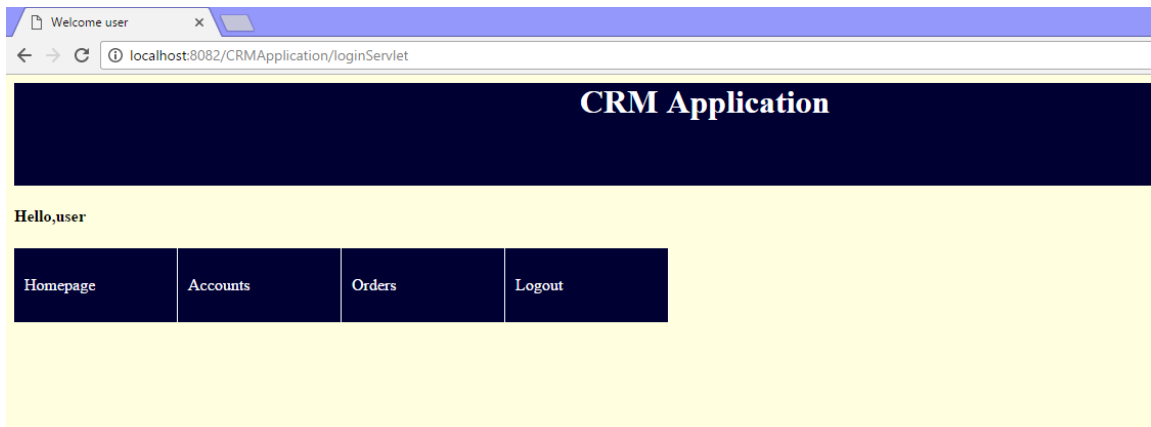 Welcome user
localhost:8082/CRMApplication/loginServlet
CRM Application
Hello,user
Homepage Accounts Orders Logout